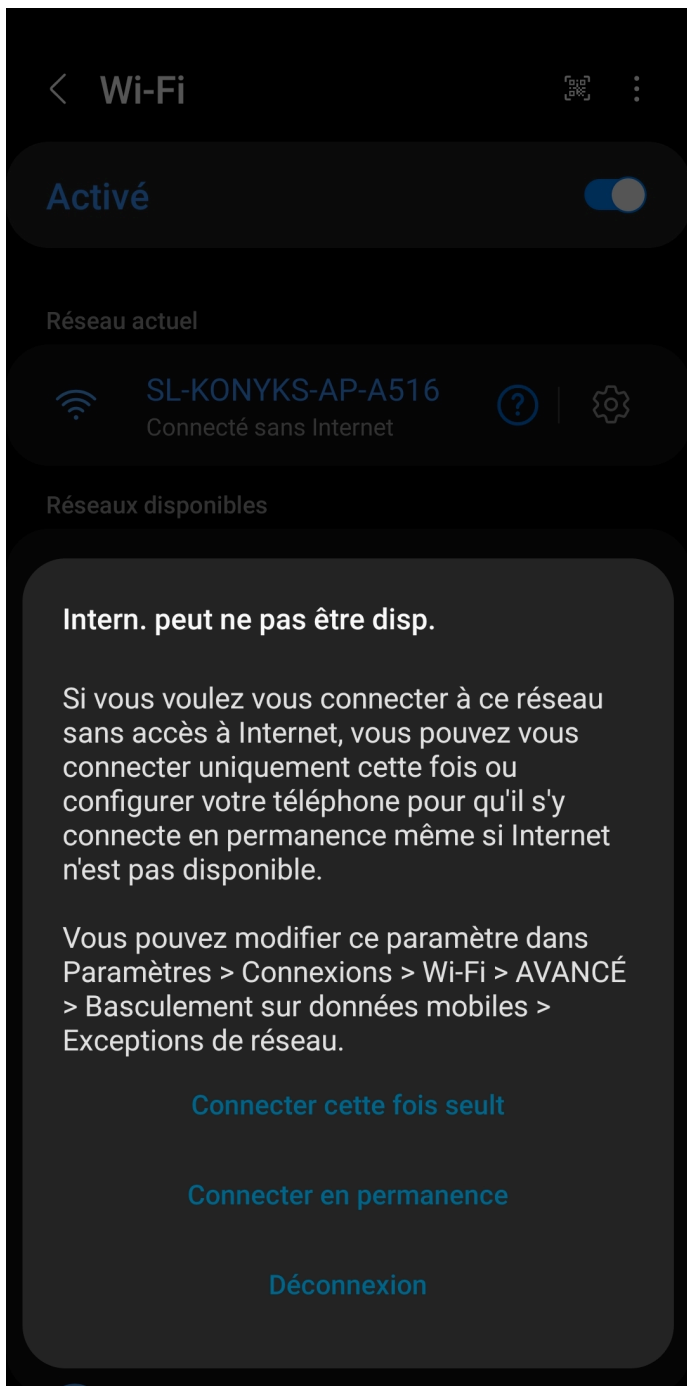 Wi-Fi
Activé
Réseau actuel
SL-KONYKS-AP-A516
Connecté sans Internet
Réseaux disponibles
Intern. peut ne pas être disp.
Si vous voulez vous connecter à ce réseau
sans accès à Internet, vous pouvez vous
connecter uniquement cette fois ou
configurer votre téléphone pour qu'il s'y
connecte en permanence même si Internet
n'est pas disponible.
Vous pouvez modifier ce paramètre dans
Paramètres > Connexions > Wi-Fi > AVANCÉ
> Basculement sur données mobiles >
Exceptions de réseau.
Connecter cette fois seult
Connecter en permanence
Déconnexion